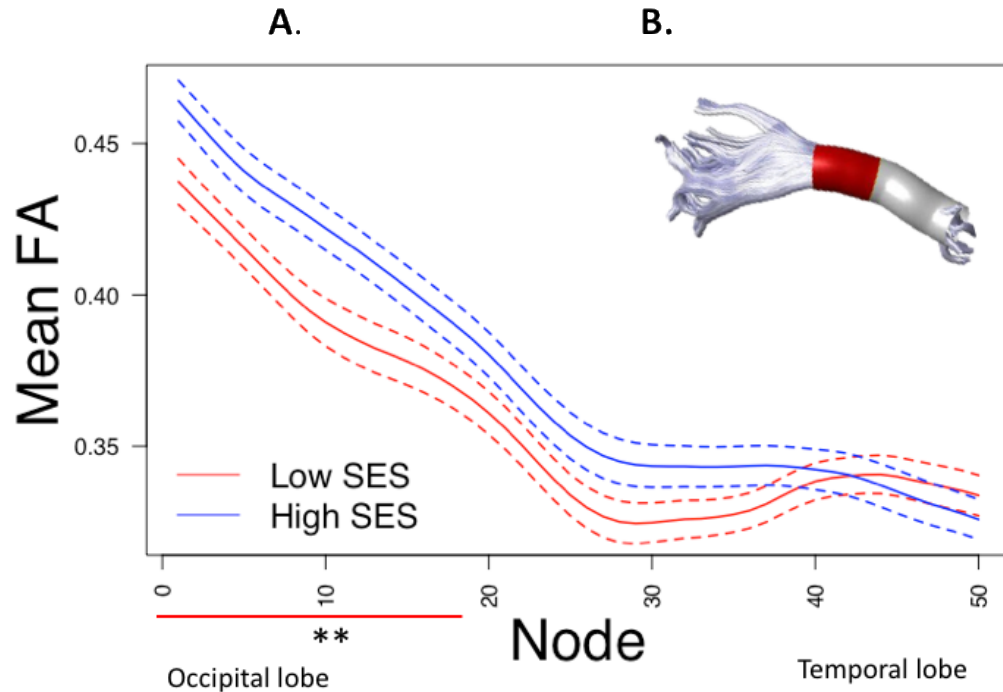 A.
B.
Mean FA
0.45
0.40
0.35
Low SES
High SES
0
10
20
30
40
50
**
Node
Occipital lobe
Temporal lobe